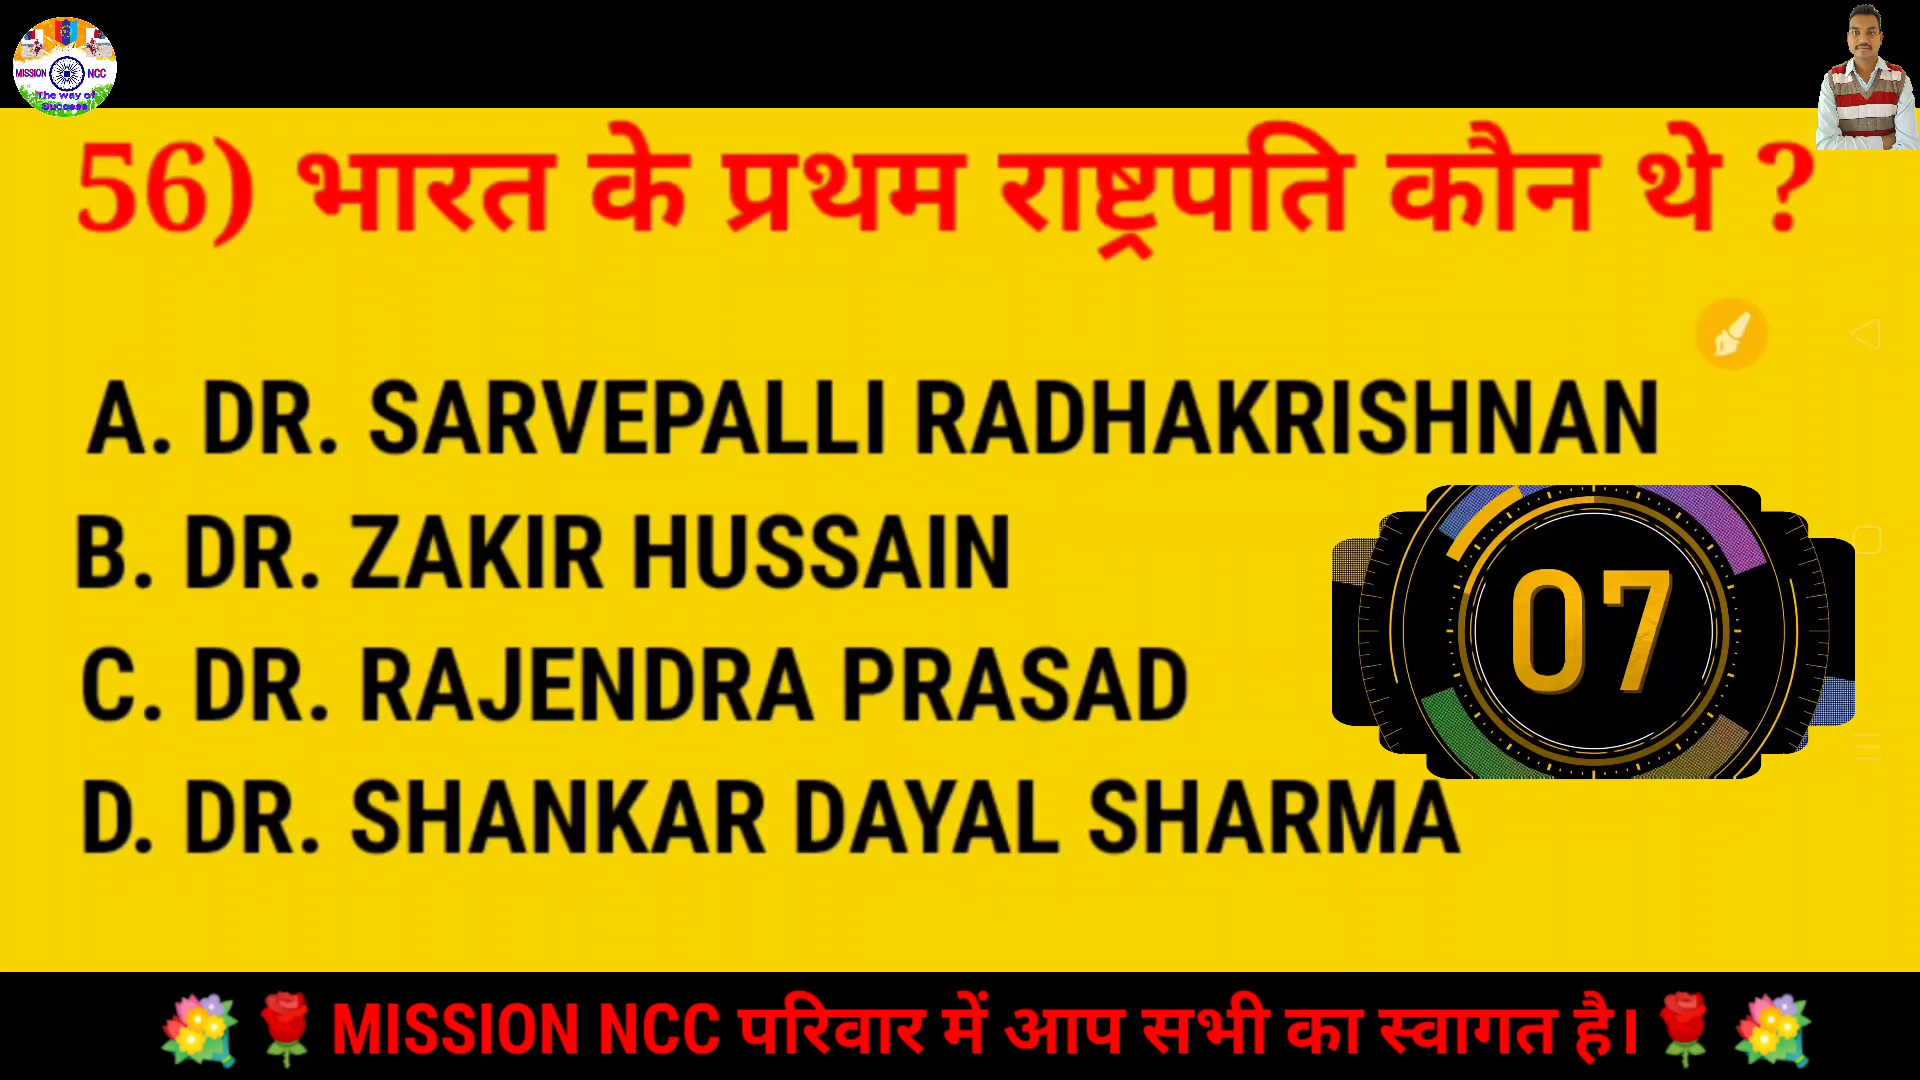 MISSION NCC
The way of
Success
56) भारत के प्रथम राष्ट्रपति कौन थे ?
A. DR. SARVEPALLI RADHAKRISHNAN
B. DR. ZAKIR HUSSAIN
07
C. DR. RAJENDRA PRASAD
D. DR. SHANKAR DAYAL SHARMA
MISSION NCC परिवार में आप सभी का स्वागत है।